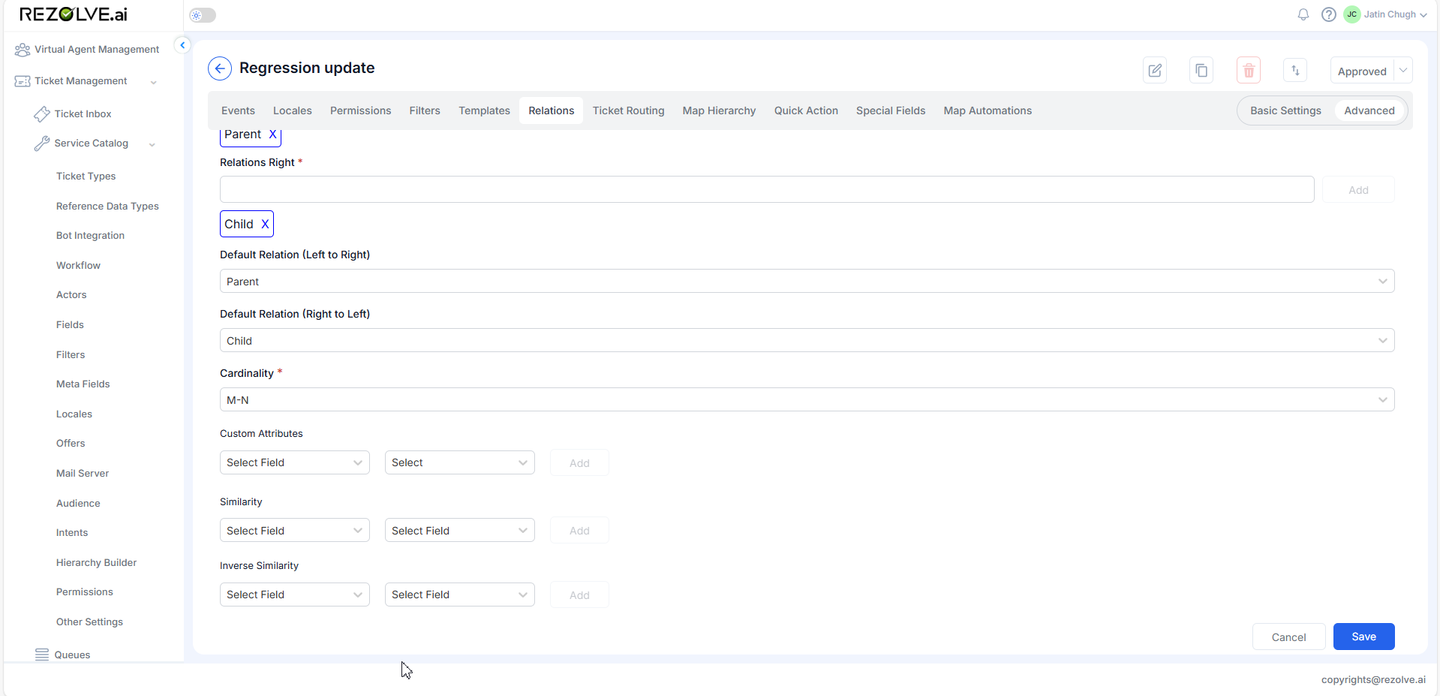 REZOLVE.ai
JC Jatin Chugh
Virtual Agent Management
Ticket Management
Ticket Inbox
Service Catalog
Ticket Types
Reference Data Types
Bot Integration
Workflow
Actors
Fields
Filters
Meta Fields
Locales
Offers
Mail Server
Audience
Intents
Hierarchy Builder
Permissions
Other Settings
Queues
Regression update
Approved
Events Locales Permissions Filters Templates Relations Ticket Routing Map Hierarchy Quick Action Special Fields Map Automations Basic Settings Advanced
Parent X
Relations Right *
Add
Child X
Default Relation (Left to Right)
Parent
Default Relation (Right to Left)
Child
Cardinality *
M-N
Custom Attributes
Select Field Select Add
Similarity
Select Field Select Field Add
Inverse Similarity
Select Field Select Field Add
Cancel Save
copyrights@rezolve.ai